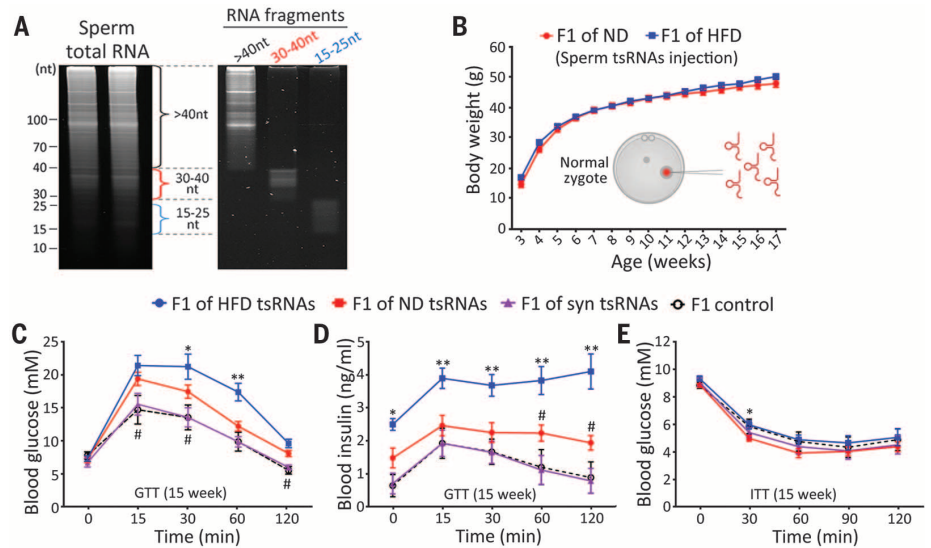 A
Sperm
total RNA
RNA fragments
>40nt
30-40nt
15-25nt
(nt)
100
70
40
30
25
15
10
>40nt
30-40
nt
15-25
nt
B
F1 of ND
F1 of HFD
(Sperm tsRNAs injection)
Body weight (g)
60
50
40
30
20
10
0
Normal
zygote
3 4 5 6 7 8 9 10 11 12 13 14 15 16 17
Age (weeks)
F1 of HFD tsRNAs
F1 of ND tsRNAs
F1 of syn tsRNAs
F1 control
C
Blood glucose (mM)
25
20
15
10
5
0
*
**
#
#
#
GTT (15 week)
0 15 30 60 120
Time (min)
D
Blood insulin (ng/ml)
5
4
3
2
1
0
*
**
**
**
**
#
#
GTT (15 week)
0 15 30 60 120
Time (min)
E
Blood glucose (mM)
12
10
8
6
4
2
0
*
ITT (15 week)
0 30 60 90 120
Time (min)